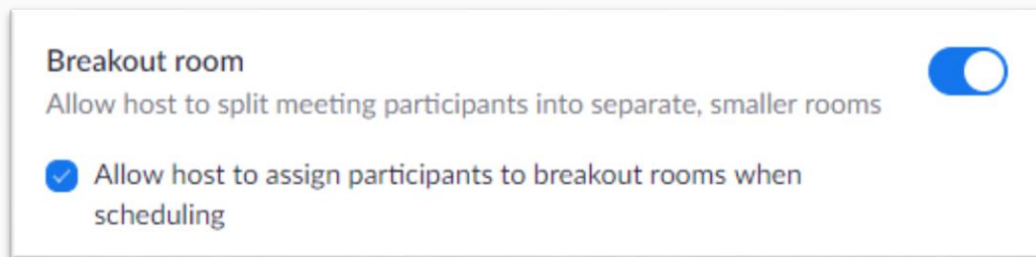 Breakout room
Allow host to split meeting participants into separate, smaller rooms
Allow host to assign participants to breakout rooms when
scheduling